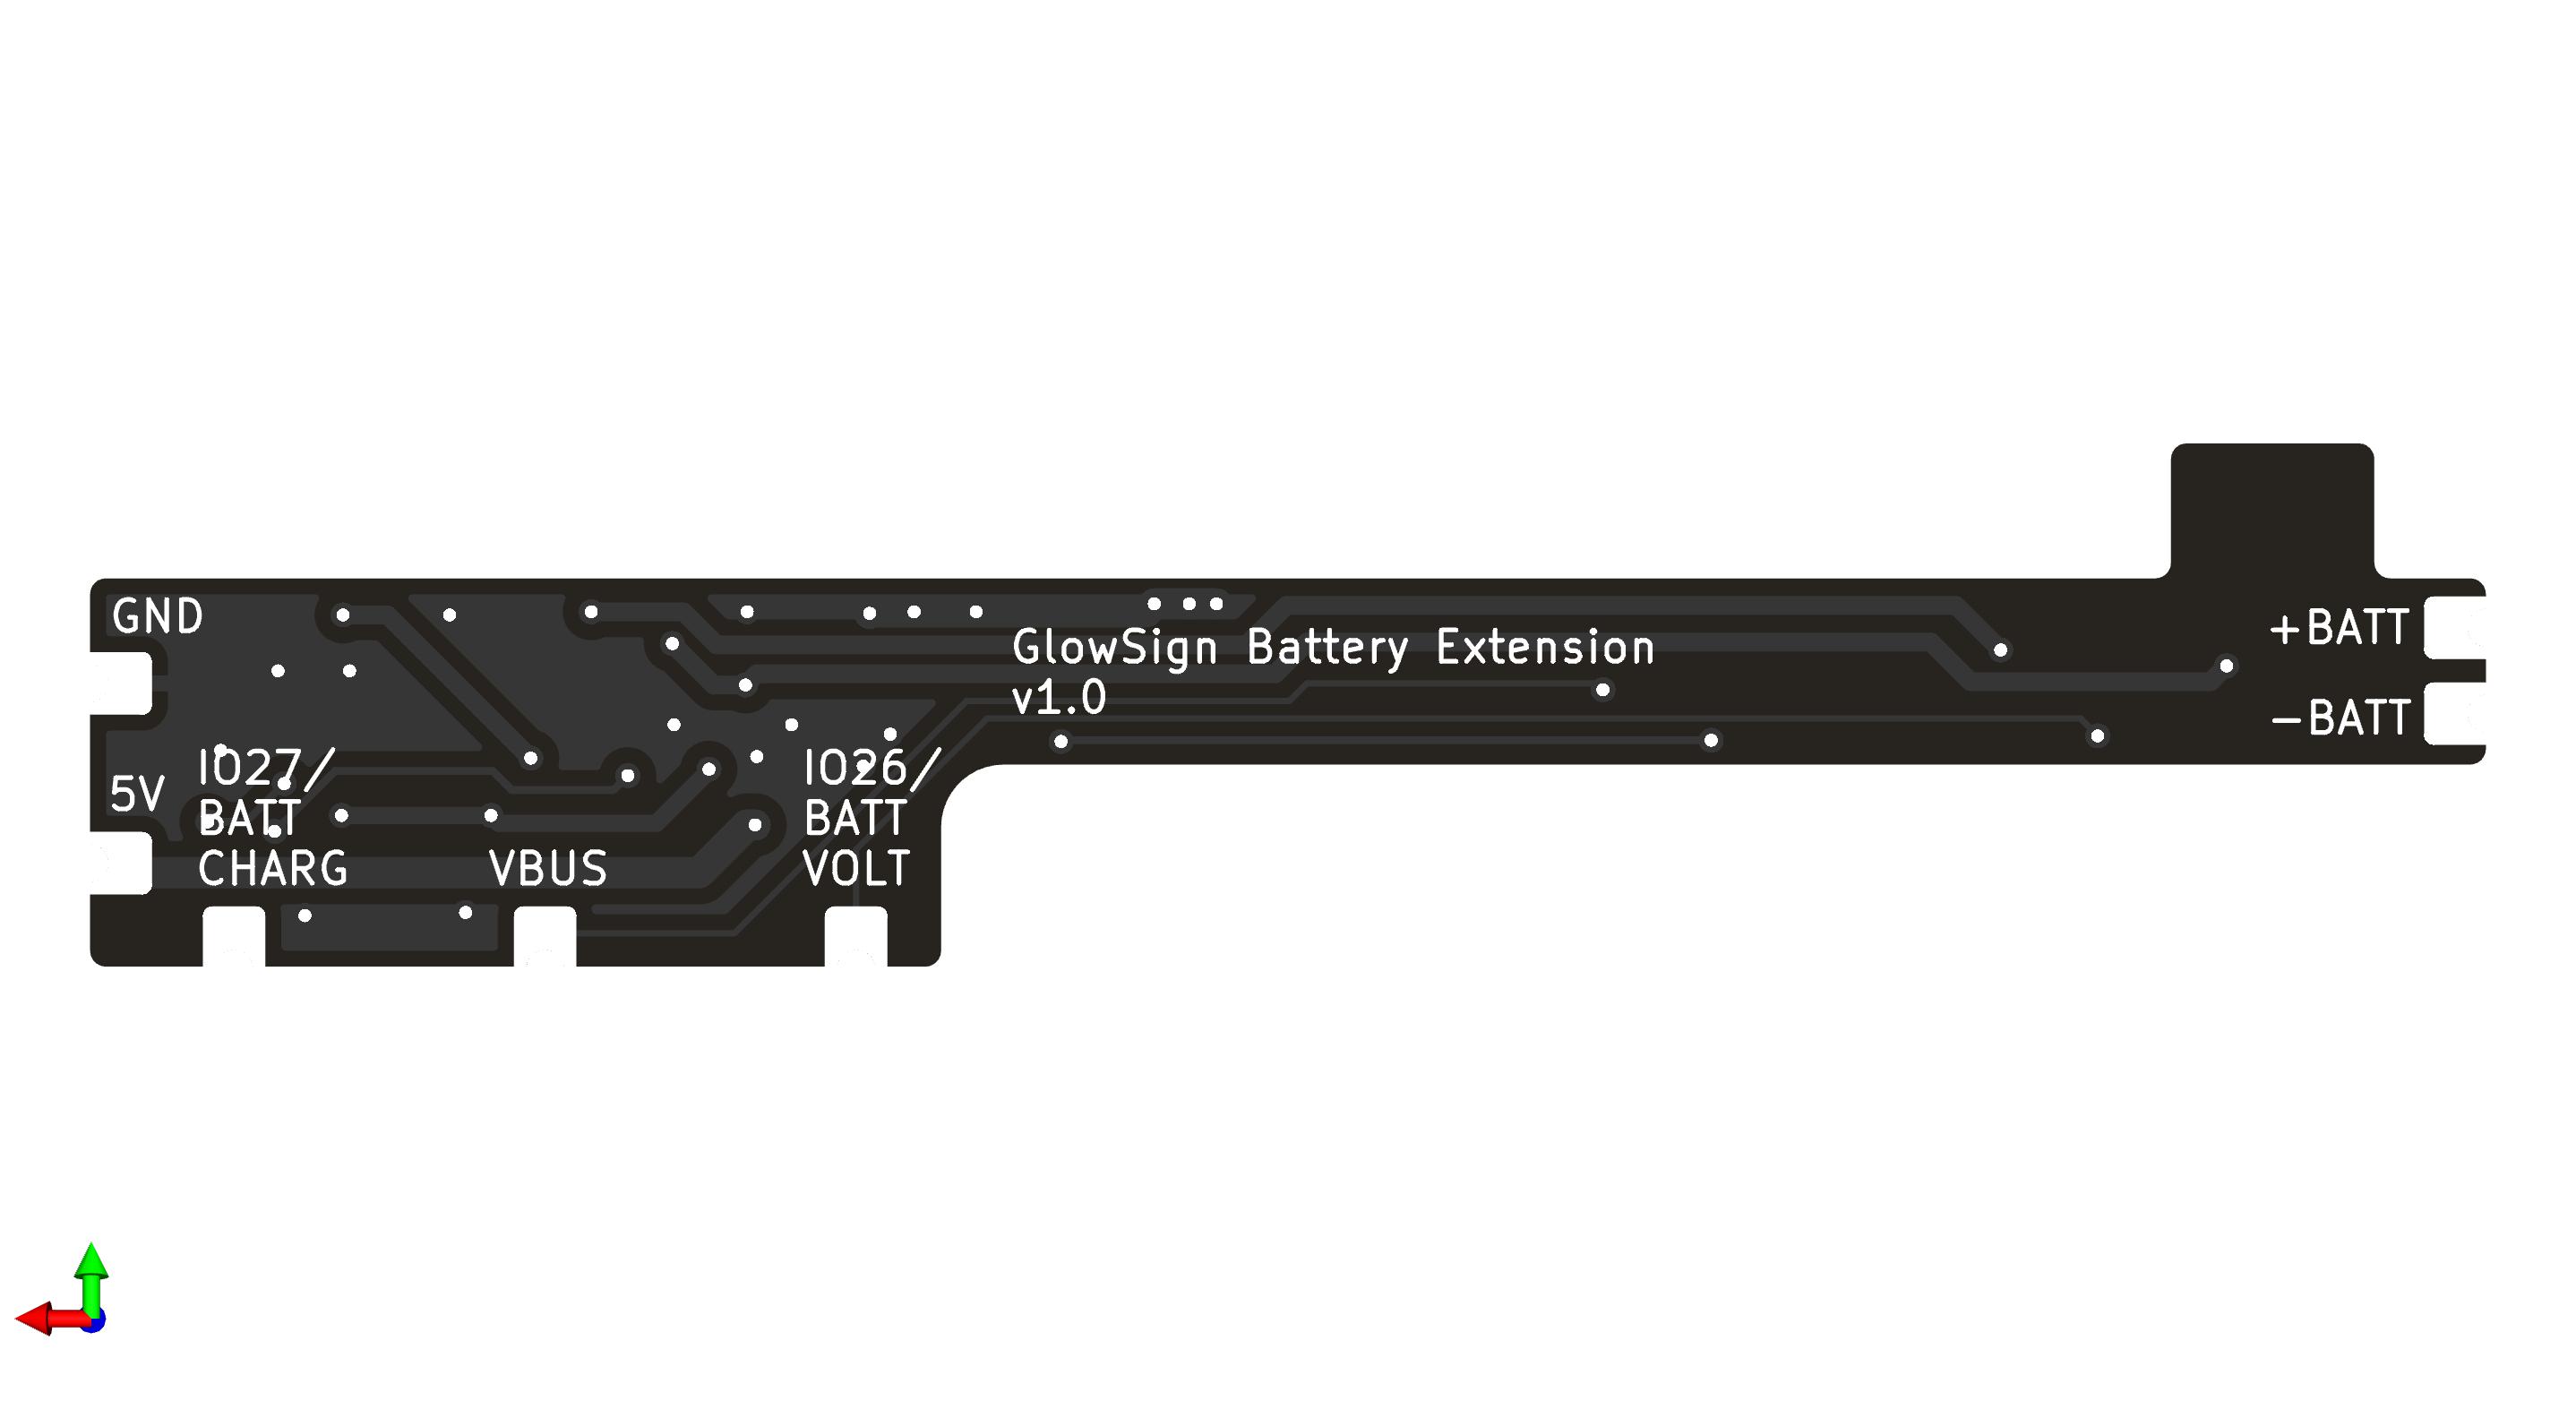 GND
+BATT
GlowSign Battery Extension
v1.0
-BATT
5V
IO27/
BATT
CHARG
VBUS
IO26/
BATT
VOLT